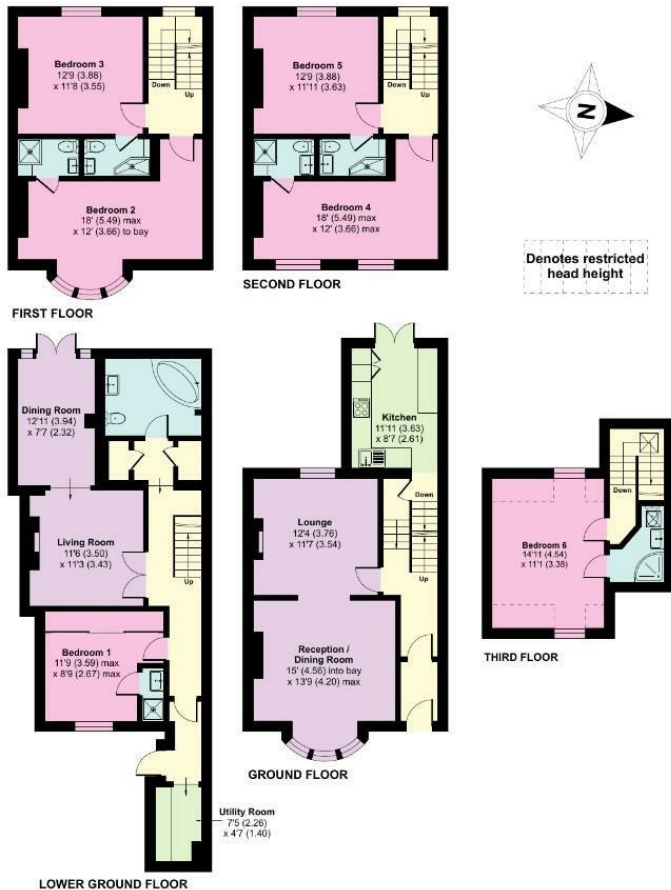 Bedroom 3
12'9 (3.88)
x 11'8 (3.55)
Down
Up
Bedroom 2
18' (5.49) max
x 12' (3.66) to bay
FIRST FLOOR
Bedroom 5
12'9 (3.88)
x 11'11 (3.63)
Down
Up
Bedroom 4
18' (5.49) max
x 12' (3.66) max
SECOND FLOOR
N
Denotes restricted
head height
Dining Room
12'11 (3.94)
x 7'7 (2.32)
Living Room
11'6 (3.50)
x 11'3 (3.43)
Up
Bedroom 1
11'9 (3.59) max
x 8'9 (2.67) max
Utility Room
7'5 (2.26)
x 4'7 (1.40)
LOWER GROUND FLOOR
Kitchen
11'11 (3.63)
x 8'7 (2.61)
Down
Lounge
12'4 (3.76)
x 11'7 (3.54)
Up
Reception /
Dining Room
15' (4.56) into bay
x 13'9 (4.20) max
GROUND FLOOR
Down
Bedroom 6
14'11 (4.54)
x 11'1 (3.38)
THIRD FLOOR